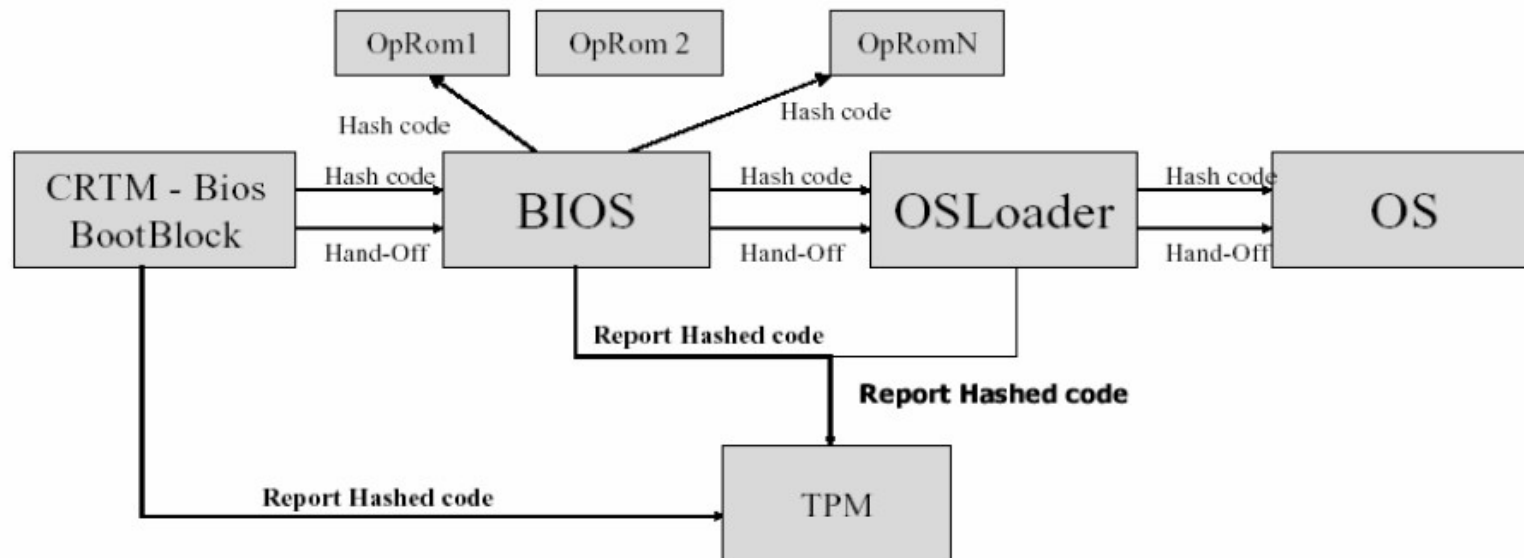 OpRom1
OpRom 2
OpRomN
Hash code
Hash code
CRTM - Bios
BootBlock
Hash code
Hand-Off
BIOS
Hash code
Hand-Off
OSLoader
Hash code
Hand-Off
OS
Report Hashed code
Report Hashed code
Report Hashed code
TPM